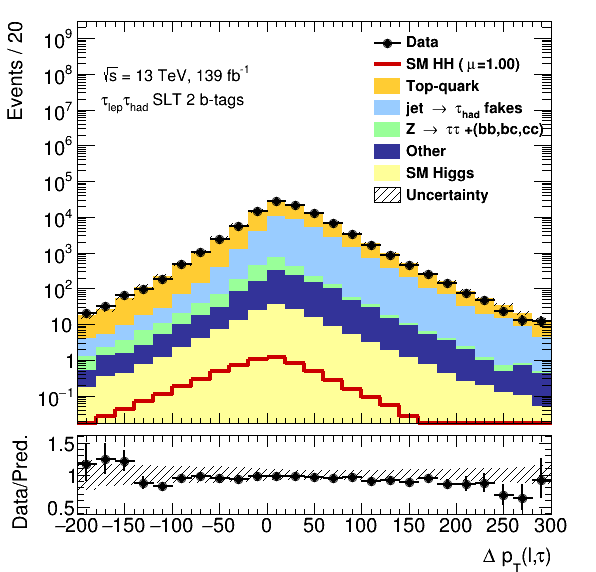 Events / 20
10⁹
10⁸
10⁷
10⁶
10⁵
10⁴
10³
10²
10
1
10⁻¹
√s = 13 TeV, 139 fb⁻¹
τlepτhad SLT 2 b-tags
Data
SM HH ( μ=1.00)
Top-quark
jet → τhad fakes
Z → ττ +(bb,bc,cc)
Other
SM Higgs
Uncertainty
Data/Pred.
1.5
1
0.5
−200 −150 −100 −50 0 50 100 150 200 250 300
Δ pT(l,τ)